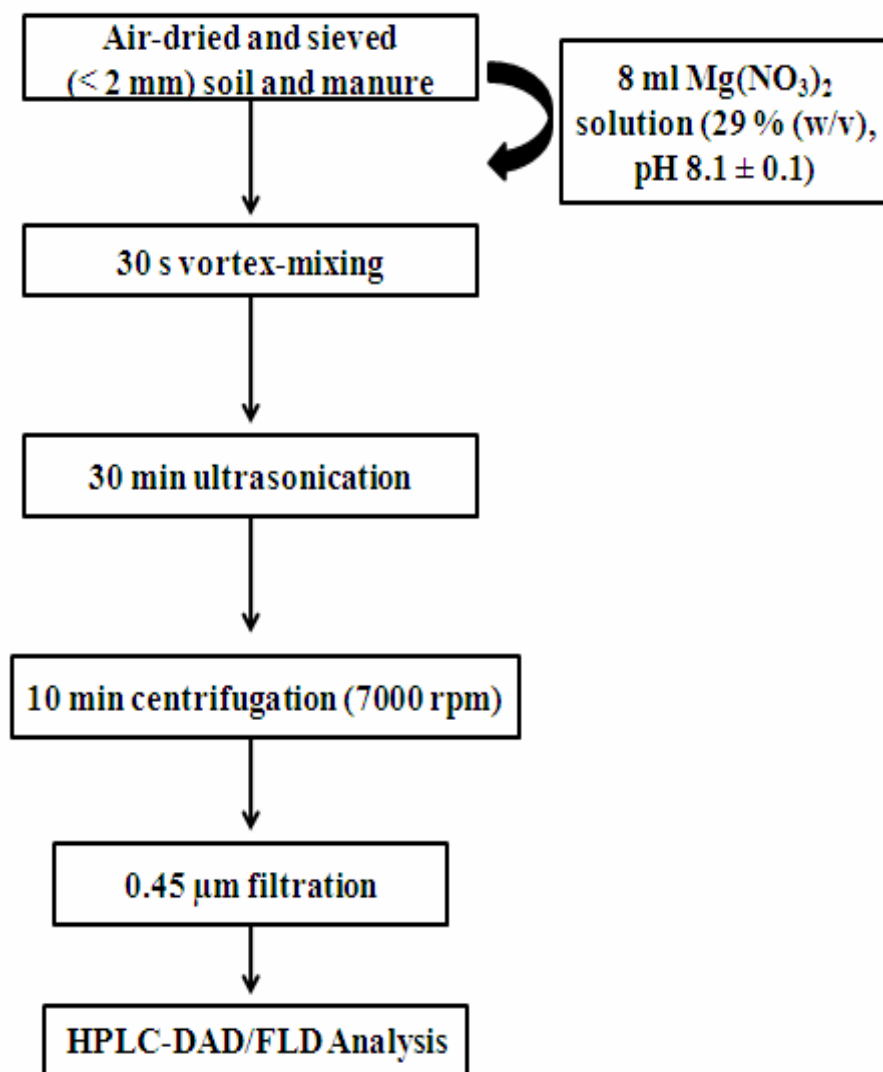 Air-dried and sieved
(< 2 mm) soil and manure
8 ml Mg(NO₃)₂
solution (29 % (w/v),
pH 8.1 ± 0.1)
30 s vortex-mixing
30 min ultrasonication
10 min centrifugation (7000 rpm)
0.45 µm filtration
HPLC-DAD/FLD Analysis